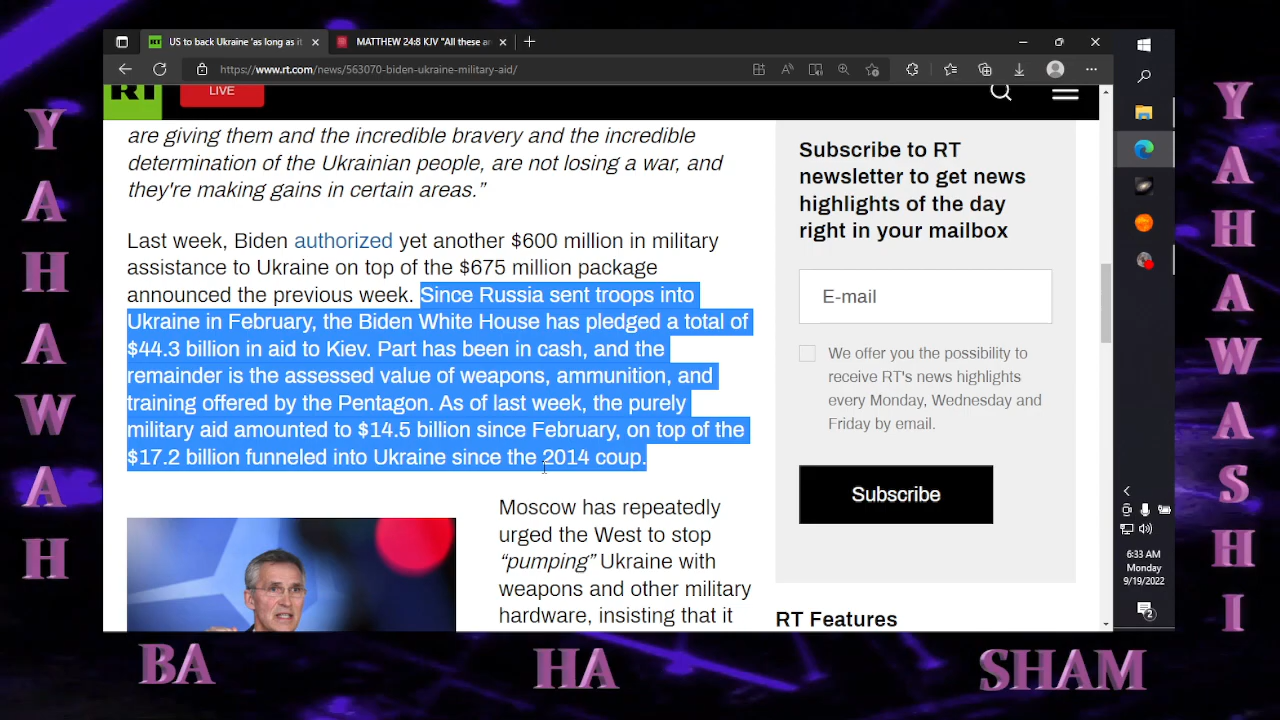 US to back Ukraine 'as long as it
MATTHEW 24:8 KJV "All these an
https://www.rt.com/news/563070-biden-ukraine-military-aid/
RT
LIVE
are giving them and the incredible bravery and the incredible
determination of the Ukrainian people, are not losing a war, and
they're making gains in certain areas.”
Last week, Biden authorized yet another $600 million in military
assistance to Ukraine on top of the $675 million package
announced the previous week. Since Russia sent troops into
Ukraine in February, the Biden White House has pledged a total of
$44.3 billion in aid to Kiev. Part has been in cash, and the
remainder is the assessed value of weapons, ammunition, and
training offered by the Pentagon. As of last week, the purely
military aid amounted to $14.5 billion since February, on top of the
$17.2 billion funneled into Ukraine since the 2014 coup.
Moscow has repeatedly
urged the West to stop
“pumping” Ukraine with
weapons and other military
hardware, insisting that it
Subscribe to RT
newsletter to get news
highlights of the day
right in your mailbox
E-mail
We offer you the possibility to
receive RT's news highlights
every Monday, Wednesday and
Friday by email.
Subscribe
RT Features
6:33 AM
Monday
9/19/2022
2
YAHAWAH
YAHAWASHI
BA HA SHAM